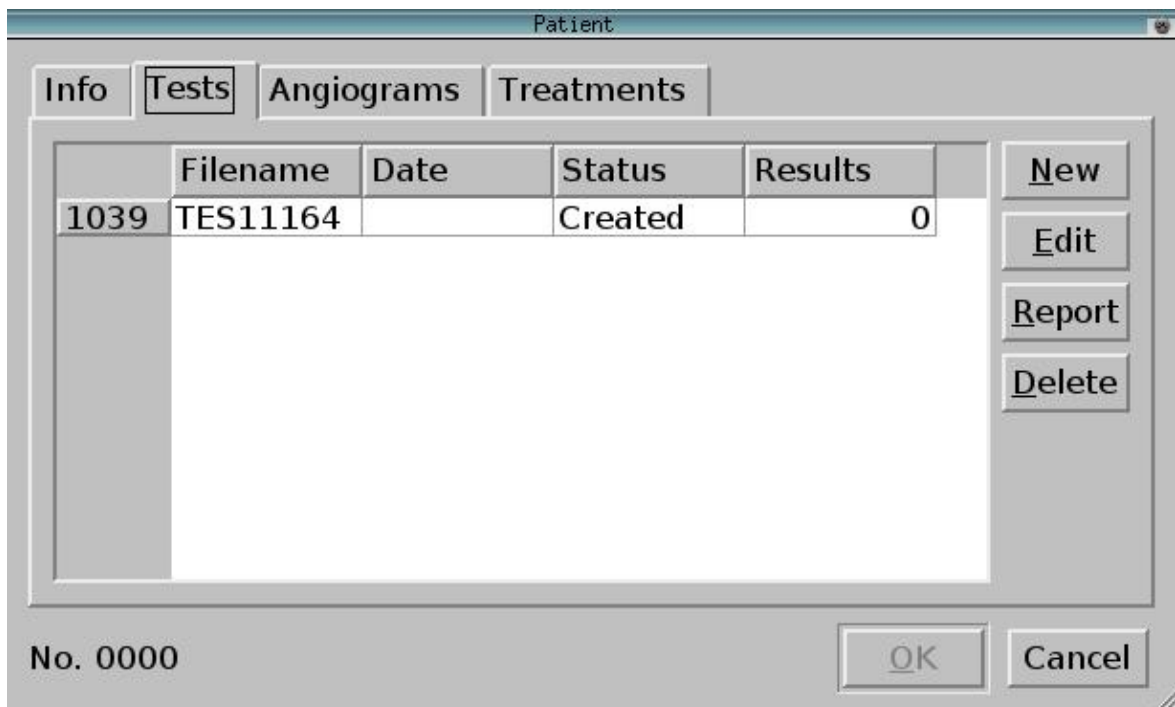 Patient
Info Tests Angiograms Treatments
Filename Date Status Results
1039 TES11164 Created 0
New
Edit
Report
Delete
No. 0000
OK Cancel